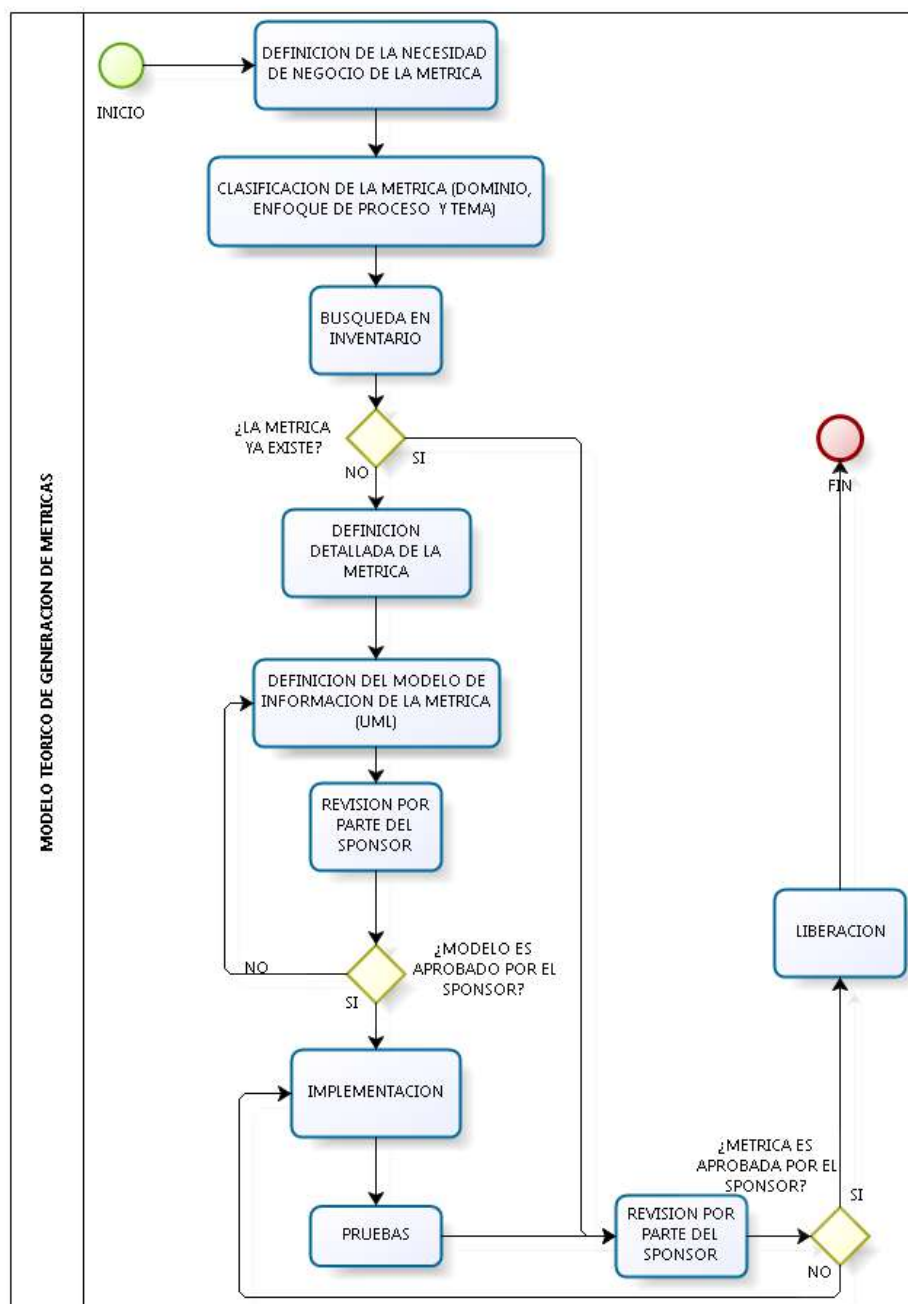 MODELO TEORICO DE GENERACION DE METRICAS
INICIO
DEFINICION DE LA NECESIDAD
DE NEGOCIO DE LA METRICA
CLASIFICACION DE LA METRICA (DOMINIO,
ENFOQUE DE PROCESO Y TEMA)
BUSQUEDA EN
INVENTARIO
¿LA METRICA
YA EXISTE?
NO
SI
DEFINICION
DETALLADA DE LA
METRICA
DEFINICION DEL MODELO DE
INFORMACION DE LA METRICA
(UML)
REVISION POR
PARTE DEL
SPONSOR
¿MODELO ES
APROBADO POR EL
SPONSOR?
NO
SI
IMPLEMENTACION
PRUEBAS
REVISION POR
PARTE DEL
SPONSOR
¿METRICA ES
APROBADA POR EL
SPONSOR?
SI
NO
LIBERACION
FIN